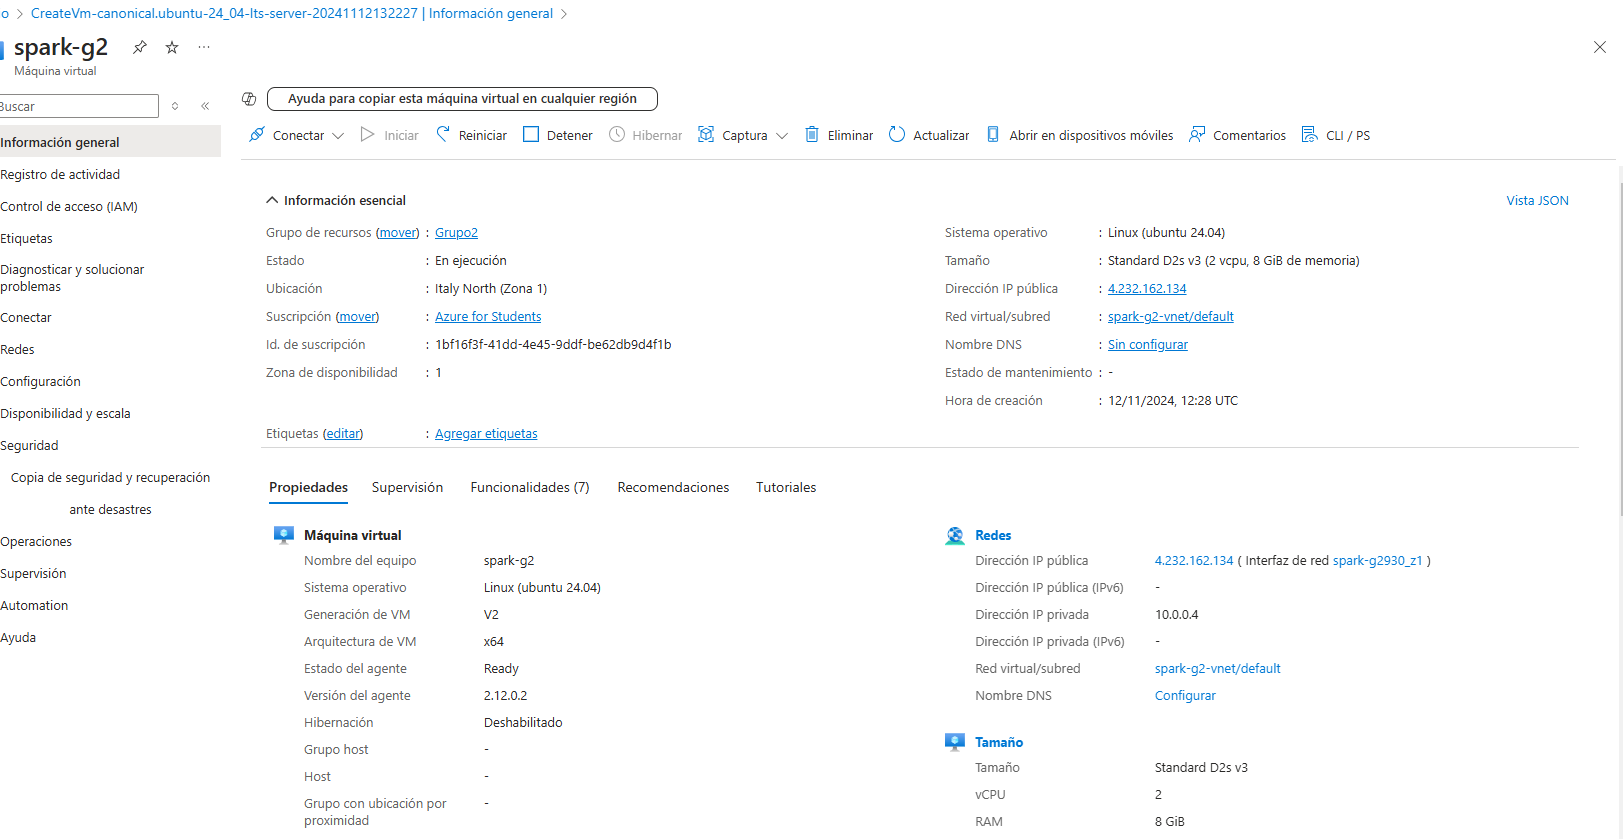 o > CreateVm-canonical.ubuntu-24_04-lts-server-20241112132227 | Información general >
spark-g2
Máquina virtual
Buscar
Información general
Registro de actividad
Control de acceso (IAM)
Etiquetas
Diagnosticar y solucionar
problemas
Conectar
Redes
Configuración
Disponibilidad y escala
Seguridad
Copia de seguridad y recuperación
ante desastres
Operaciones
Supervisión
Automation
Ayuda
Ayuda para copiar esta máquina virtual en cualquier región
Conectar Iniciar Reiniciar Detener Hibernar Captura Eliminar Actualizar Abrir en dispositivos móviles Comentarios CLI / PS
Información esencial
Vista JSON
Grupo de recursos (mover) : Grupo2
Estado : En ejecución
Ubicación : Italy North (Zona 1)
Suscripción (mover) : Azure for Students
Id. de suscripción : 1bf16f3f-41dd-4e45-9ddf-be62db9d4f1b
Zona de disponibilidad : 1
Sistema operativo : Linux (ubuntu 24.04)
Tamaño : Standard D2s v3 (2 vcpu, 8 GiB de memoria)
Dirección IP pública : 4.232.162.134
Red virtual/subred : spark-g2-vnet/default
Nombre DNS : Sin configurar
Estado de mantenimiento : -
Hora de creación : 12/11/2024, 12:28 UTC
Etiquetas (editar) : Agregar etiquetas
Propiedades Supervisión Funcionalidades (7) Recomendaciones Tutoriales
Máquina virtual
Nombre del equipo spark-g2
Sistema operativo Linux (ubuntu 24.04)
Generación de VM V2
Arquitectura de VM x64
Estado del agente Ready
Versión del agente 2.12.0.2
Hibernación Deshabilitado
Grupo host -
Host -
Grupo con ubicación por -
proximidad
Redes
Dirección IP pública 4.232.162.134 ( Interfaz de red spark-g2930_z1 )
Dirección IP pública (IPv6) -
Dirección IP privada 10.0.0.4
Dirección IP privada (IPv6) -
Red virtual/subred spark-g2-vnet/default
Nombre DNS Configurar
Tamaño
Tamaño Standard D2s v3
vCPU 2
RAM 8 GiB